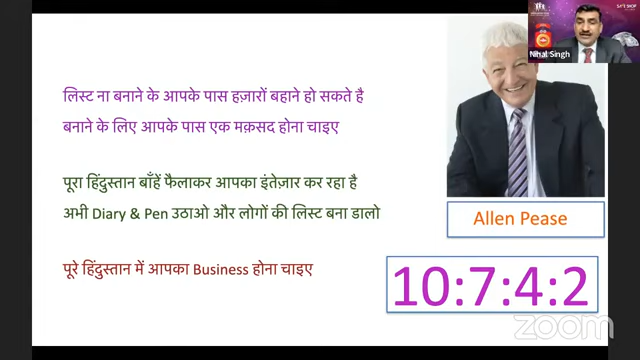 लिस्ट ना बनाने के आपके पास हज़ारों बहाने हो सकते है
बनाने के लिए आपके पास एक मक़सद होना चाइए
पूरा हिंदुस्तान बाँहें फैलाकर आपका इंतेज़ार कर रहा है
अभी Diary & Pen उठाओ और लोगों की लिस्ट बना डालो
पूरे हिंदुस्तान में आपका Business होना चाइए
Allen Pease
10:7:4:2
zoom
Nihal Singh